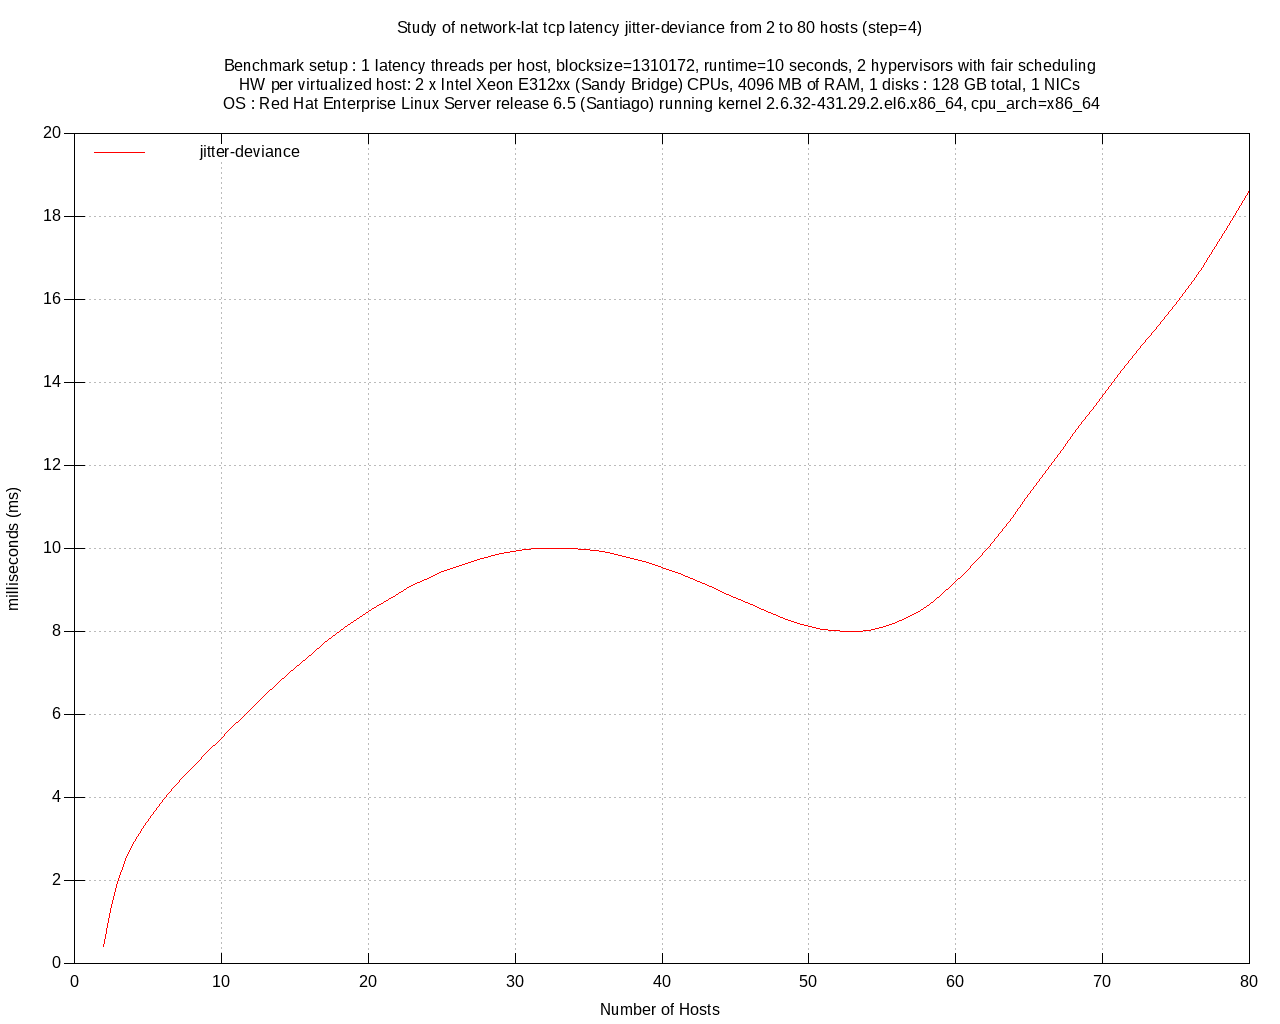 Study of network-lat tcp latency jitter-deviance from 2 to 80 hosts (step=4)
Benchmark setup : 1 latency threads per host, blocksize=1310172, runtime=10 seconds, 2 hypervisors with fair scheduling
HW per virtualized host: 2 x Intel Xeon E312xx (Sandy Bridge) CPUs, 4096 MB of RAM, 1 disks : 128 GB total, 1 NICs
OS : Red Hat Enterprise Linux Server release 6.5 (Santiago) running kernel 2.6.32-431.29.2.el6.x86_64, cpu_arch=x86_64
jitter-deviance
20
18
16
14
12
10
8
6
4
2
0
milliseconds (ms)
0 10 20 30 40 50 60 70 80
Number of Hosts